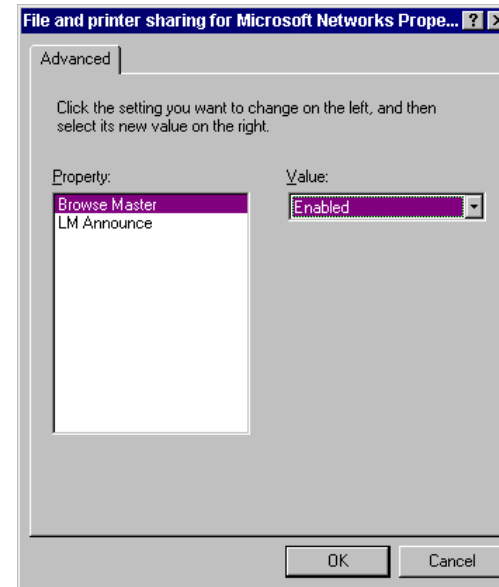 File and printer sharing for Microsoft Networks Prope...
Advanced
Click the setting you want to change on the left, and then
select its new value on the right.
Property:
Value:
Browse Master
Enabled
LM Announce
OK
Cancel